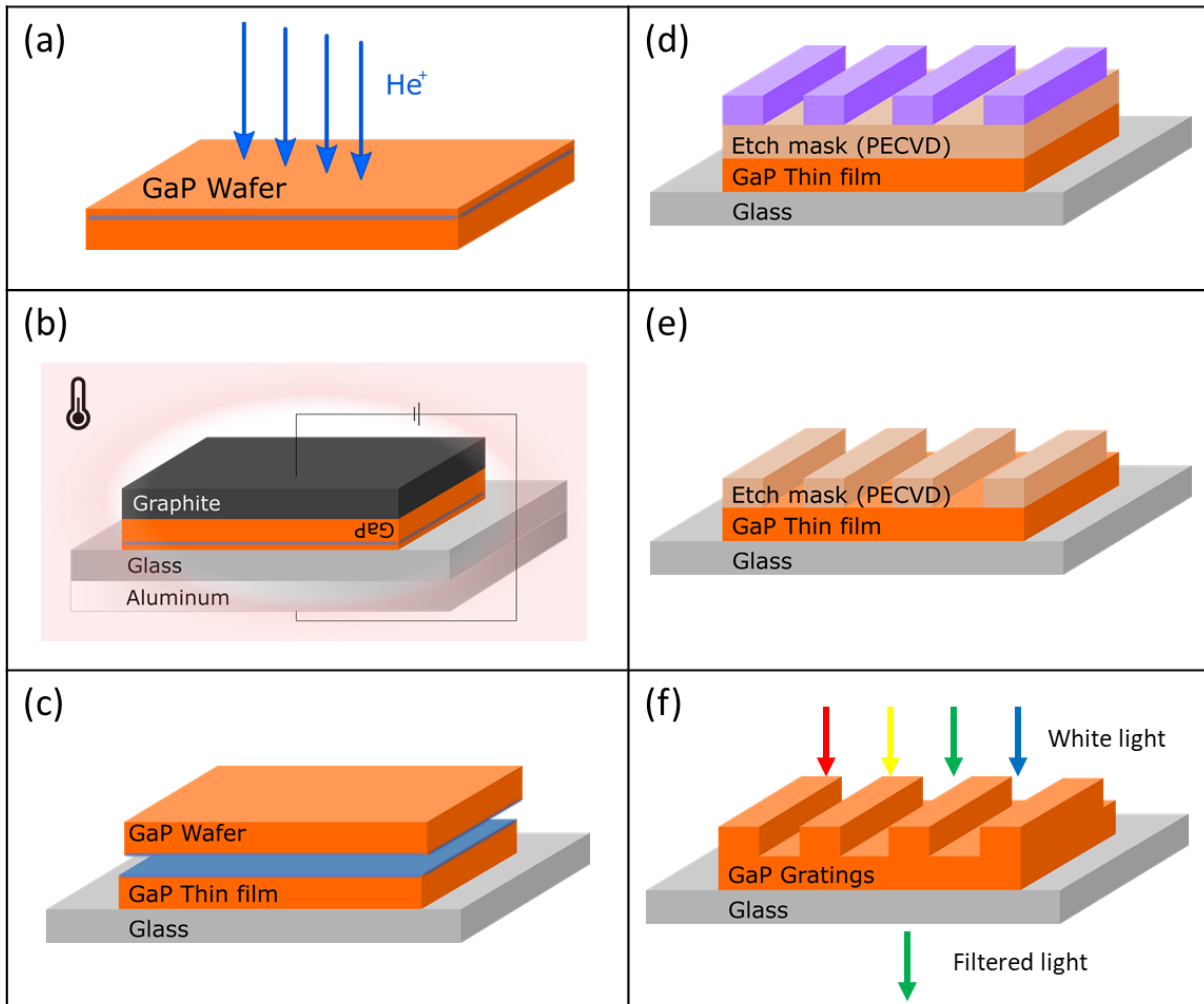 (a)
He+
GaP Wafer
(b)
Graphite
GaP
Glass
Aluminum
(c)
GaP Wafer
GaP Thin film
Glass
(d)
Etch mask (PECVD)
GaP Thin film
Glass
(e)
Etch mask (PECVD)
GaP Thin film
Glass
(f)
White light
GaP Gratings
Glass
Filtered light